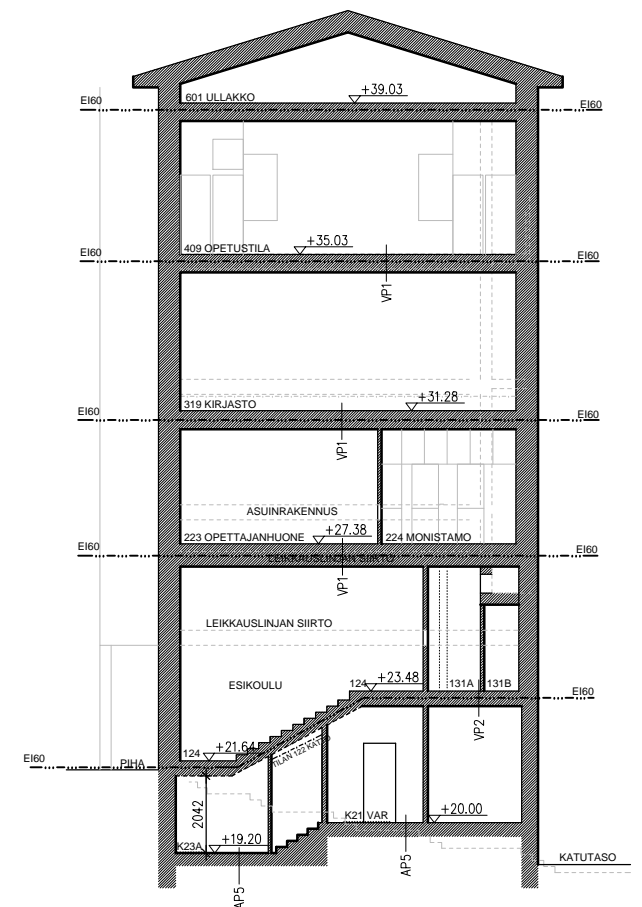 +39.03
601 ULLAKKO
EI60 EI60
+35.03
409 OPETUSTILA
EI60 EI60
VP1
+31.28
319 KIRJASTO
EI60 EI60
VP1
ASUINRAKENNUS
+27.38
223 OPETTAJANHUONE 224 MONISTAMO
EI60 EI60
LEIKKAUSLINJAN SIIRTO
VP1
LEIKKAUSLINJAN SIIRTO
ESIKOULU
124 +23.48 131A 131B
EI60
VP2
124 +21.64
EI60
PIHA
TILAN 122 KATTO
2042
K21 VAR +20.00
K23A +19.20
KATUTASO
AP5
AP5